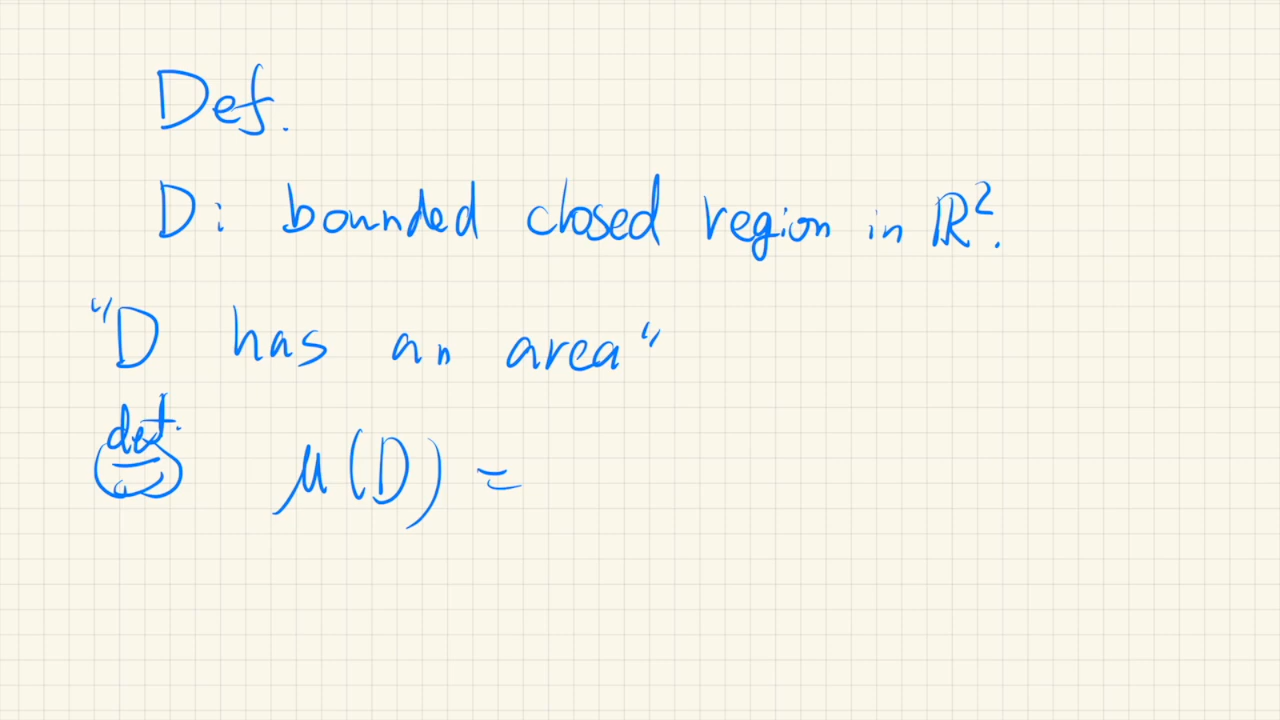 Def.
D: bounded closed region in ℝ².
"D has an area"
def.
μ(D) =